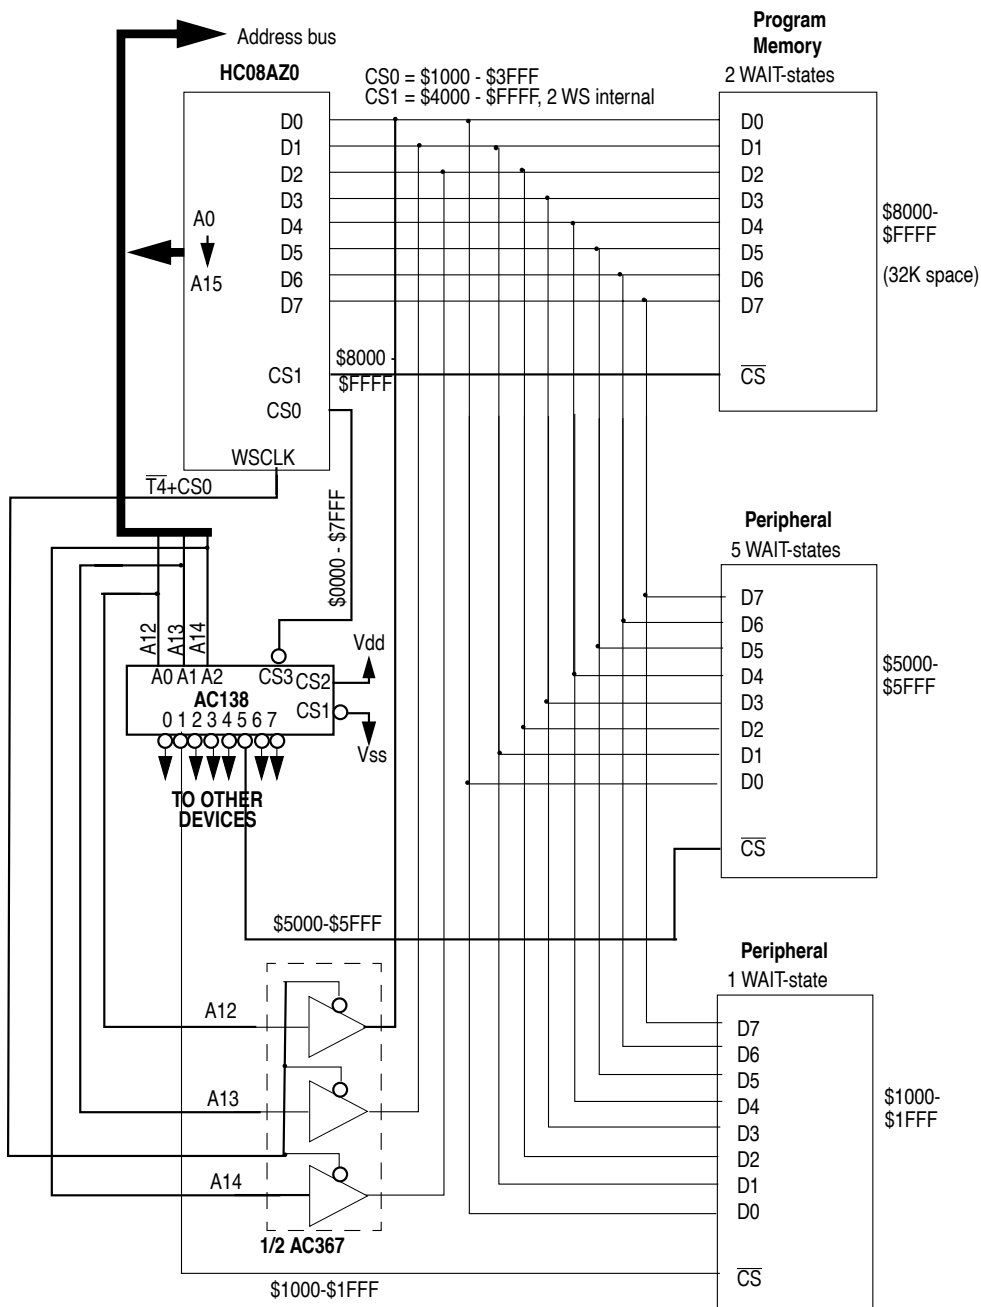 Address bus
HC08AZ0
CS0 = $1000 - $3FFF
CS1 = $4000 - $FFFF, 2 WS internal
D0
D1
D2
D3
D4
D5
D6
D7
A0
A15
CS1
CS0
WSCLK
$8000 -
$FFFF
T4+CS0
$0000 - $7FFF
Program
Memory
2 WAIT-states
D0
D1
D2
D3
D4
D5
D6
D7
CS
$8000-
$FFFF
(32K space)
A12
A13
A14
A0 A1 A2
CS3
CS2
CS1
AC138
0 1 2 3 4 5 6 7
Vdd
Vss
TO OTHER
DEVICES
Peripheral
5 WAIT-states
D7
D6
D5
D4
D3
D2
D1
D0
CS
$5000-
$5FFF
$5000-$5FFF
A12
A13
A14
1/2 AC367
$1000-$1FFF
Peripheral
1 WAIT-state
D7
D6
D5
D4
D3
D2
D1
D0
CS
$1000-
$1FFF